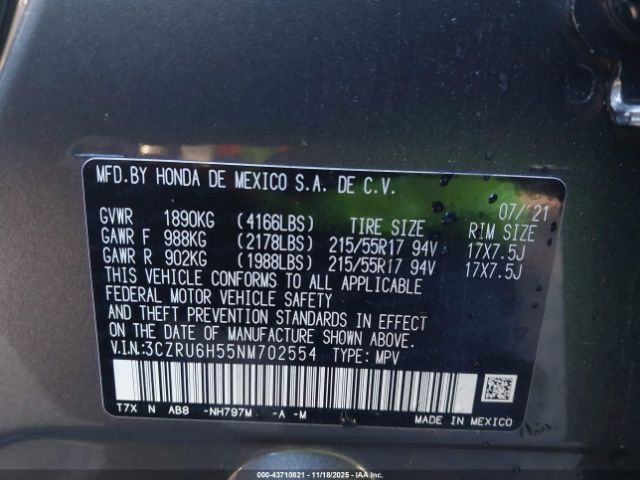 MFD.BY HONDA DE MEXICO S.A. DE C.V.
07/'21
GVWR 1890KG (4166LBS) TIRE SIZE RIM SIZE
GAWR F 988KG (2178LBS) 215/55R17 94V 17X7.5J
GAWR R 902KG (1988LBS) 215/55R17 94V 17X7.5J
THIS VEHICLE CONFORMS TO ALL APPLICABLE
FEDERAL MOTOR VEHICLE SAFETY
AND THEFT PREVENTION STANDARDS IN EFFECT
ON THE DATE OF MANUFACTURE SHOWN ABOVE.
V.I.N:3CZRU6H55NM702554 TYPE: MPV
T7X N AB8 -NH797M -A -M
MADE IN MEXICO
000-43710821 - 11/18/2025 - IAAI.com